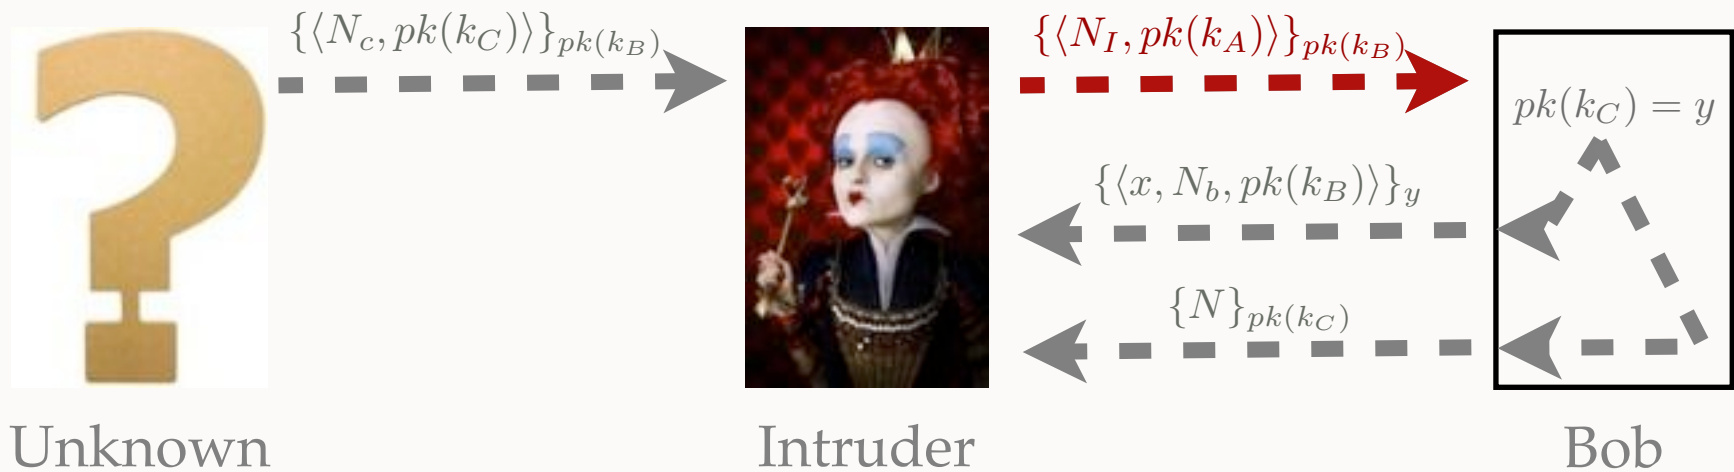 {⟨N_c, pk(k_C)⟩}_{pk(k_B)}
{⟨N_I, pk(k_A)⟩}_{pk(k_B)}
pk(k_C) = y
{⟨x, N_b, pk(k_B)⟩}_y
{N}_{pk(k_C)}
Unknown
Intruder
Bob